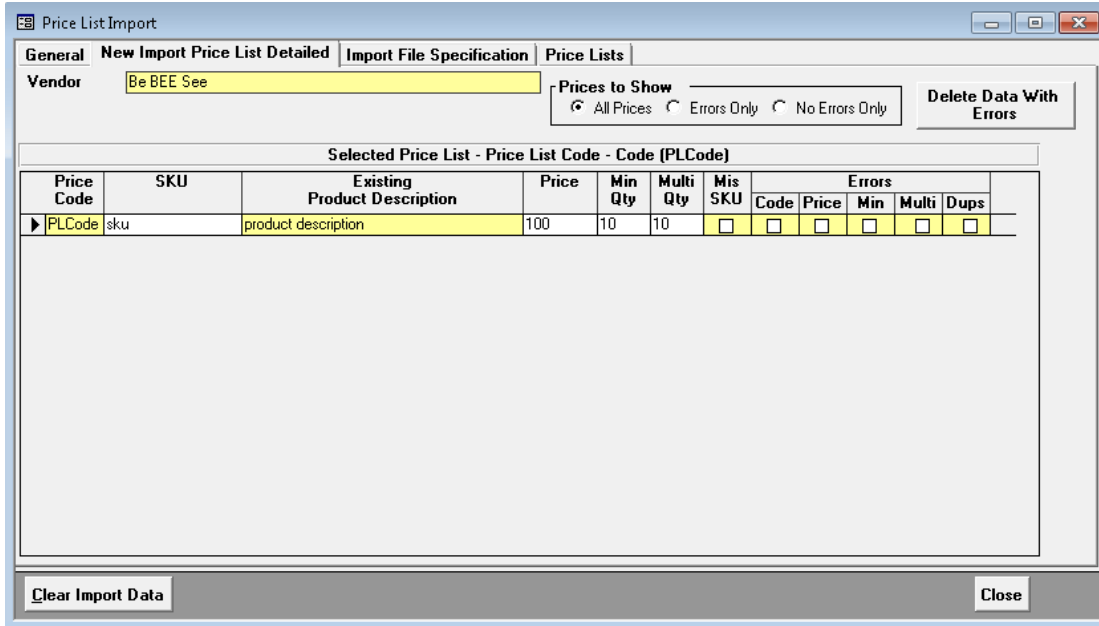 Price List Import
General New Import Price List Detailed Import File Specification Price Lists
Vendor Be BEE See
Prices to Show
All Prices Errors Only No Errors Only
Delete Data With
Errors
Selected Price List - Price List Code - Code (PLCode)
Price Code SKU Existing Product Description Price Min Qty Multi Qty Mis SKU Errors
Code Price Min Multi Dups
PLCode sku product description 100 10 10
Clear Import Data Close